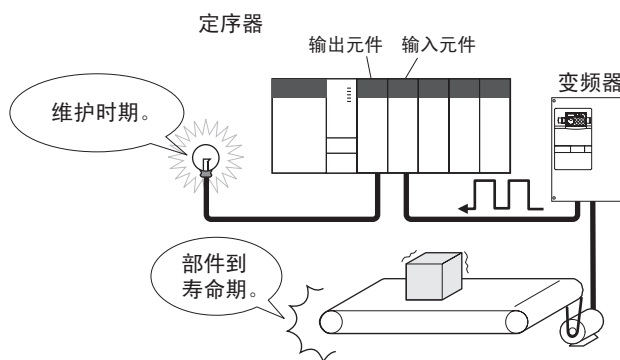 定序器
输出元件
输入元件
变频器
维护时期。
部件到
寿命期。